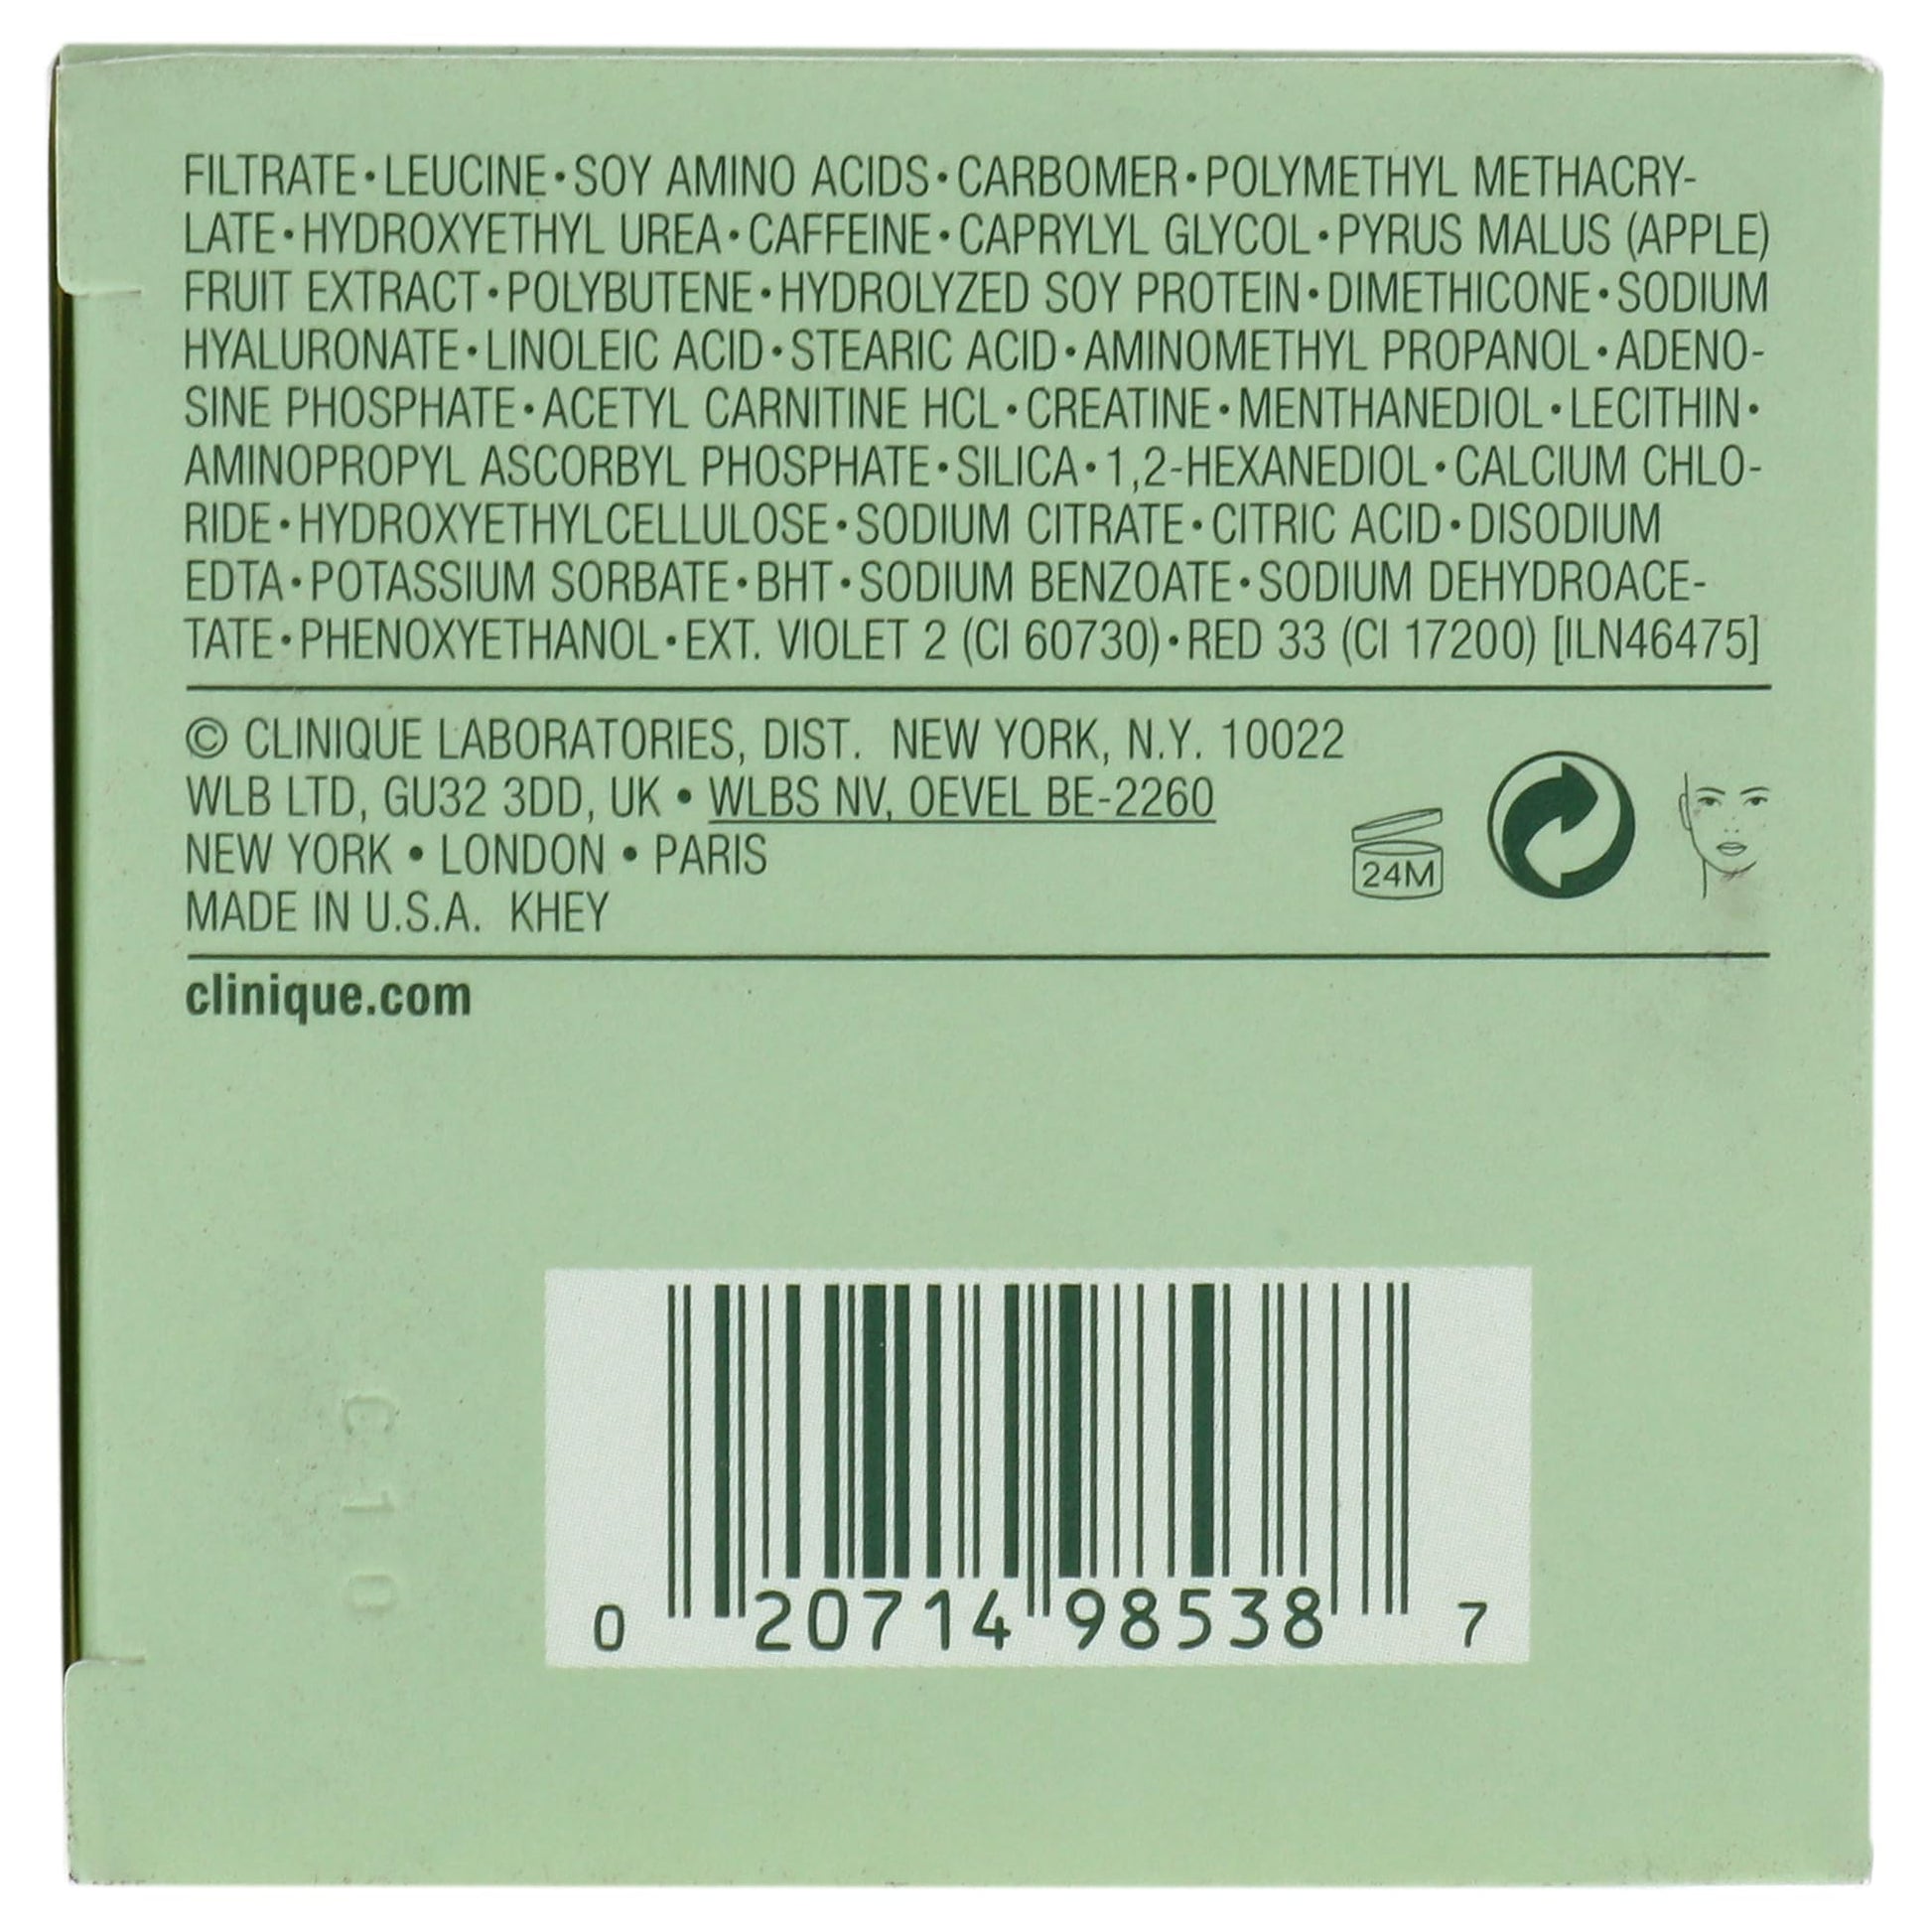 FILTRATE•LEUCINE•SOY AMINO ACIDS•CARBOMER•POLYMETHYL METHACRY-
LATE•HYDROXYETHYL UREA•CAFFEINE•CAPRYLYL GLYCOL•PYRUS MALUS (APPLE)
FRUIT EXTRACT•POLYBUTENE•HYDROLYZED SOY PROTEIN•DIMETHICONE•SODIUM
HYALURONATE•LINOLEIC ACID•STEARIC ACID•AMINOMETHYL PROPANOL•ADENO-
SINE PHOSPHATE•ACETYL CARNITINE HCL•CREATINE•MENTHANEDIOL•LECITHIN•
AMINOPROPYL ASCORBYL PHOSPHATE•SILICA•1,2-HEXANEDIOL•CALCIUM CHLO-
RIDE•HYDROXYETHYLCELLULOSE•SODIUM CITRATE•CITRIC ACID•DISODIUM
EDTA•POTASSIUM SORBATE•BHT•SODIUM BENZOATE•SODIUM DEHYDROACE-
TATE•PHENOXYETHANOL•EXT. VIOLET 2 (CI 60730)•RED 33 (CI 17200) [ILN46475]
© CLINIQUE LABORATORIES, DIST. NEW YORK, N.Y. 10022
WLB LTD, GU32 3DD, UK • WLBS NV, OEVEL BE-2260
NEW YORK • LONDON • PARIS
MADE IN U.S.A. KHEY
24M
clinique.com
C10
0 20714 98538 7